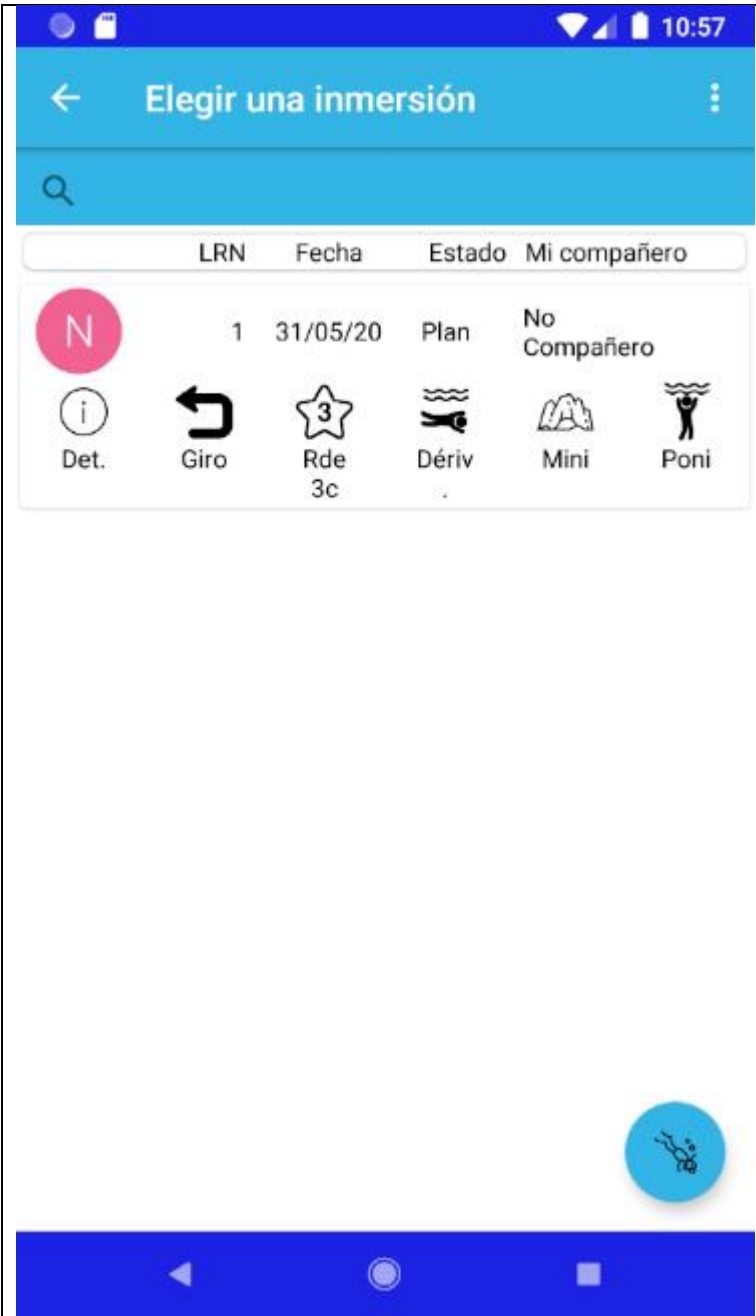 10:57
Elegir una inmersión
LRN Fecha Estado Mi compañero
N 1 31/05/20 Plan No
Compañero
i 3
Det. Giro Rde Dériv Mini Poni
3c .